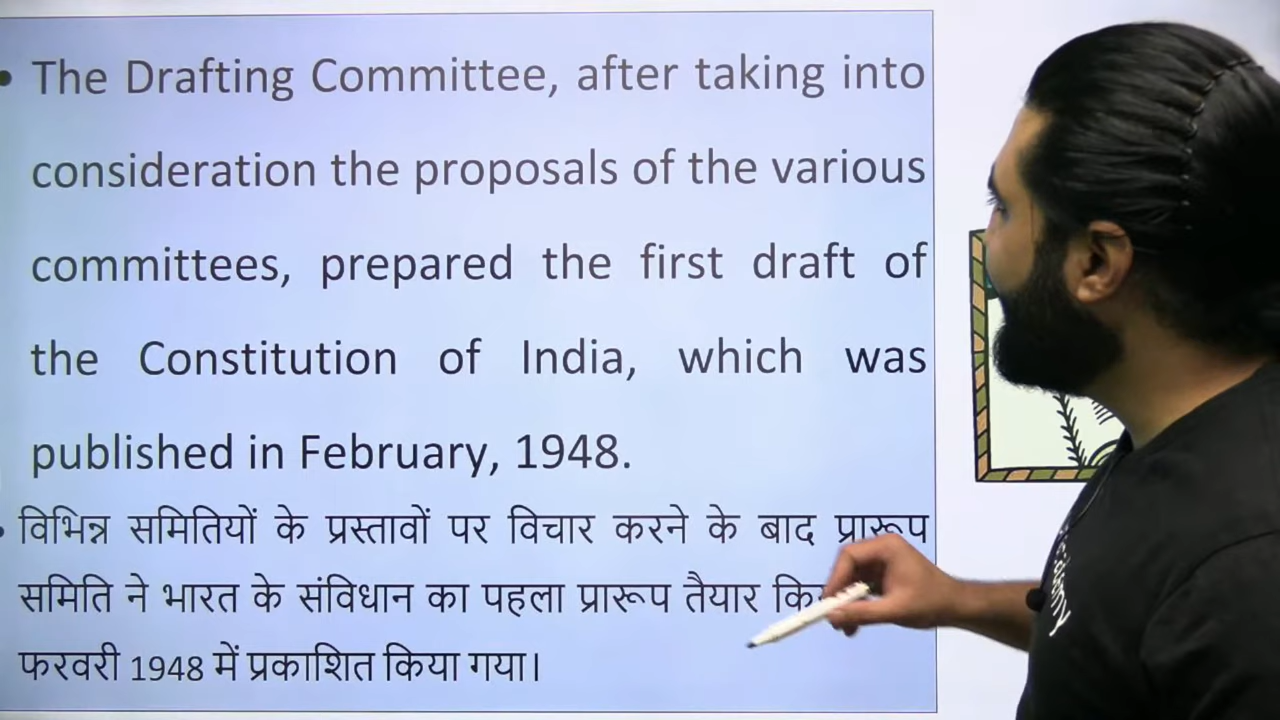 • The Drafting Committee, after taking into
consideration the proposals of the various
committees, prepared the first draft of
the Constitution of India, which was
published in February, 1948.
• विभिन्न समितियों के प्रस्तावों पर विचार करने के बाद प्रारूप
समिति ने भारत के संविधान का पहला प्रारूप तैयार
फरवरी 1948 में प्रकाशित किया गया।